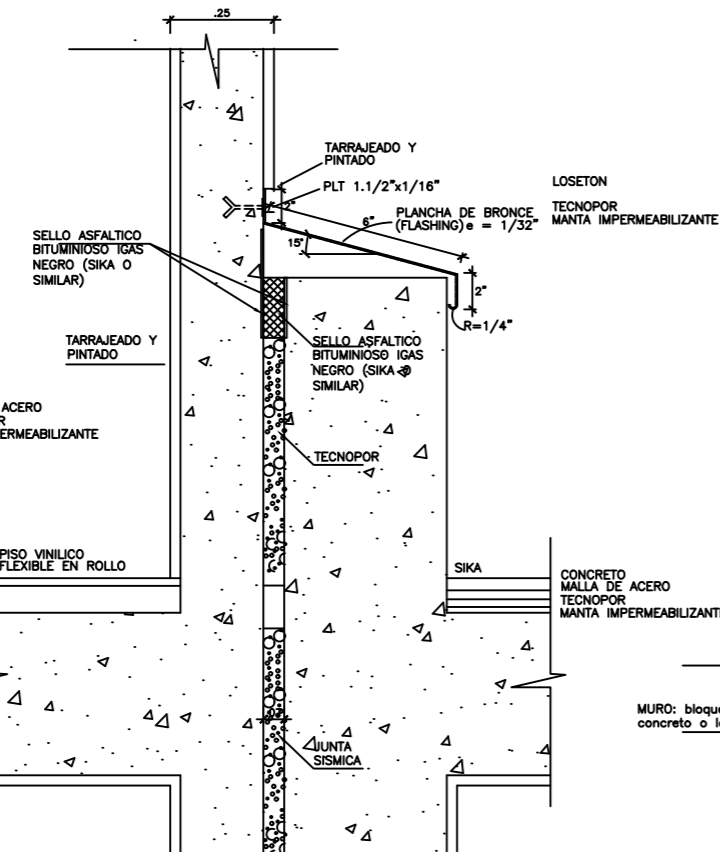 .25
TARRAJEADO Y
PINTADO
PLT 1.1/2"x1/16"
LOSETON
TECNOPOR
MANTA IMPERMEABILIZANTE
2"
6"
PLANCHA DE BRONCE
(FLASHING) e = 1/32"
15°
SELLO ASFALTICO
BITUMINIOSO IGAS
NEGRO (SIKA O
SIMILAR)
2"
R=1/4"
TARRAJEADO Y
PINTADO
SELLO ASFALTICO
BITUMINIOSO IGAS
NEGRO (SIKA O
SIMILAR)
ACERO
R
ERMEABILIZANTE
TECNOPOR
PISO VINILICO
FLEXIBLE EN ROLLO
SIKA
CONCRETO
MALLA DE ACERO
TECNOPOR
MANTA IMPERMEABILIZANT
MURO: bloque
concreto o l
JUNTA
SISMICA